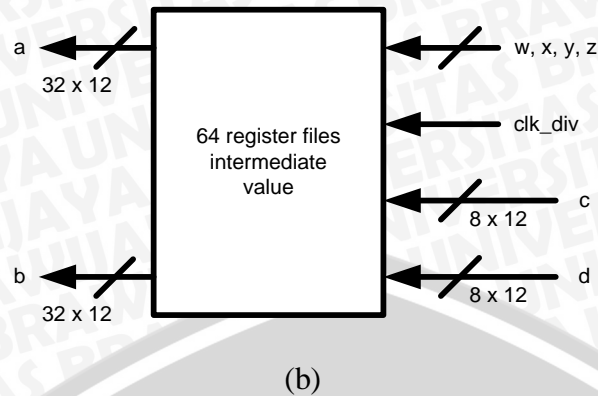 a
32 x 12
w, x, y, z
64 register files
intermediate
value
clk_div
c
8 x 12
b
32 x 12
d
8 x 12
(b)